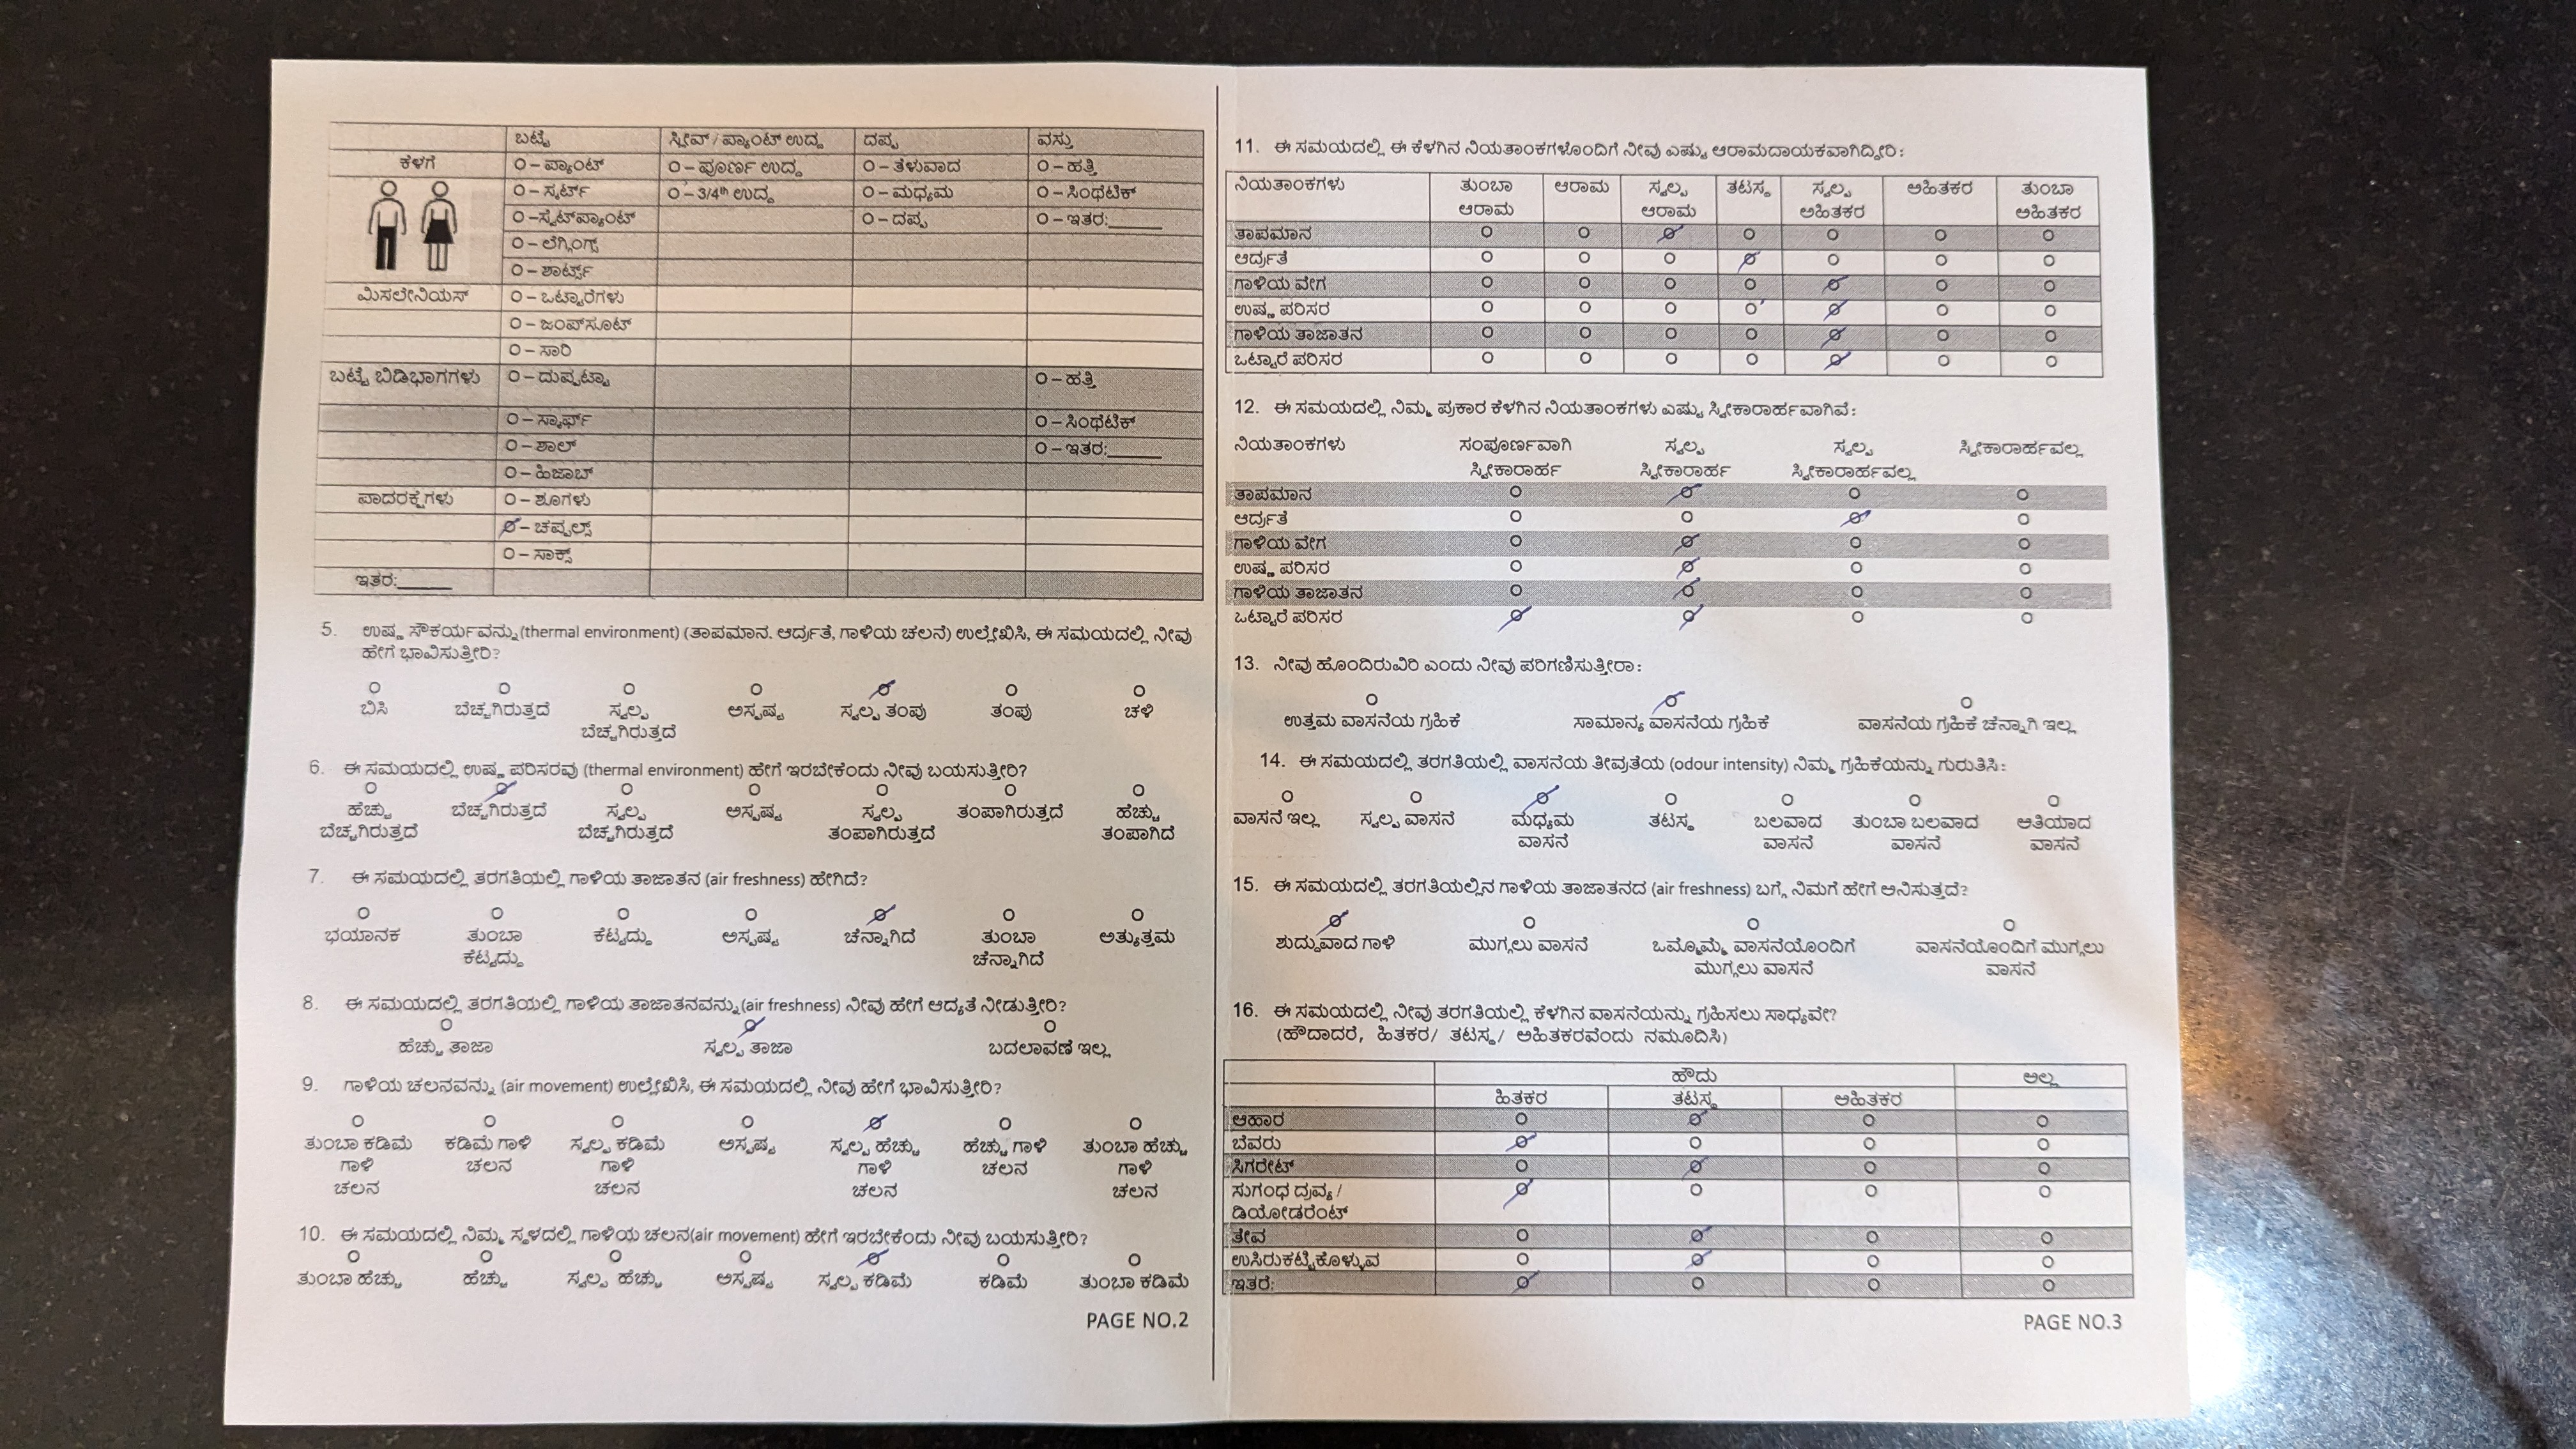 ಬಟ್ಟೆ ಸ್ಲೀವ್ / ಪ್ಯಾಂಟ್ ಉದ್ದ ದಪ್ಪ ವಸ್ತು
ಕೆಳಗೆ O – ಪ್ಯಾಂಟ್ O – ಪೂರ್ಣ ಉದ್ದ O – ತೆಳುವಾದ O – ಹತ್ತಿ
O – ಸ್ಕರ್ಟ್ O – 3/4th ಉದ್ದ O – ಮಧ್ಯಮ O – ಸಿಂಥೆಟಿಕ್
O –ಸ್ವೆಟ್‌ಪ್ಯಾಂಟ್ O – ದಪ್ಪ O – ಇತರ:______
O – ಲೆಗ್ಗಿಂಗ್ಸ್
O – ಶಾರ್ಟ್ಸ್
ಮಿಸಲೇನಿಯಸ್ O – ಒಟ್ಟಾರೆಗಳು
O – ಜಂಪ್‌ಸೂಟ್
O – ಸಾರಿ
ಬಟ್ಟೆ ಬಿಡಿಭಾಗಗಳು O – ದುಪ್ಪಟ್ಟಾ O – ಹತ್ತಿ
O – ಸ್ಕಾರ್ಫ್ O – ಸಿಂಥೆಟಿಕ್
O – ಶಾಲ್ O – ಇತರ:______
O – ಹಿಜಾಬ್
ಪಾದರಕ್ಷೆಗಳು O – ಶೂಗಳು
O – ಚಪ್ಪಲ್ಸ್
O – ಸಾಕ್ಸ್
ಇತರ:______
5. ಉಷ್ಣ ಸೌಕರ್ಯವನ್ನು (thermal environment) (ತಾಪಮಾನ, ಆರ್ದ್ರತೆ, ಗಾಳಿಯ ಚಲನೆ) ಉಲ್ಲೇಖಿಸಿ, ಈ ಸಮಯದಲ್ಲಿ ನೀವು
ಹೇಗೆ ಭಾವಿಸುತ್ತೀರಿ?
O O O O O O O
ಬಿಸಿ ಬೆಚ್ಚಗಿರುತ್ತದೆ ಸ್ವಲ್ಪ ಅಸ್ಪಷ್ಟ ಸ್ವಲ್ಪ ತಂಪು ತಂಪು ಚಳಿ
ಬೆಚ್ಚಗಿರುತ್ತದೆ
6. ಈ ಸಮಯದಲ್ಲಿ ಉಷ್ಣ ಪರಿಸರವು (thermal environment) ಹೇಗೆ ಇರಬೇಕೆಂದು ನೀವು ಬಯಸುತ್ತೀರಿ?
O O O O O O O
ಹೆಚ್ಚು ಬೆಚ್ಚಗಿರುತ್ತದೆ ಸ್ವಲ್ಪ ಅಸ್ಪಷ್ಟ ಸ್ವಲ್ಪ ತಂಪಾಗಿರುತ್ತದೆ ಹೆಚ್ಚು
ಬೆಚ್ಚಗಿರುತ್ತದೆ ಬೆಚ್ಚಗಿರುತ್ತದೆ ತಂಪಾಗಿರುತ್ತದೆ ತಂಪಾಗಿದೆ
7. ಈ ಸಮಯದಲ್ಲಿ ತರಗತಿಯಲ್ಲಿ ಗಾಳಿಯ ತಾಜಾತನ (air freshness) ಹೇಗಿದೆ?
O O O O O O O
ಭಯಾನಕ ತುಂಬಾ ಕೆಟ್ಟದ್ದು ಅಸ್ಪಷ್ಟ ಚೆನ್ನಾಗಿದೆ ತುಂಬಾ ಅತ್ಯುತ್ತಮ
ಕೆಟ್ಟದ್ದು ಚೆನ್ನಾಗಿದೆ
8. ಈ ಸಮಯದಲ್ಲಿ ತರಗತಿಯಲ್ಲಿ ಗಾಳಿಯ ತಾಜಾತನವನ್ನು (air freshness) ನೀವು ಹೇಗೆ ಆದ್ಯತೆ ನೀಡುತ್ತೀರಿ?
O O O
ಹೆಚ್ಚು ತಾಜಾ ಸ್ವಲ್ಪ ತಾಜಾ ಬದಲಾವಣೆ ಇಲ್ಲ
9. ಗಾಳಿಯ ಚಲನವನ್ನು (air movement) ಉಲ್ಲೇಖಿಸಿ, ಈ ಸಮಯದಲ್ಲಿ ನೀವು ಹೇಗೆ ಭಾವಿಸುತ್ತೀರಿ?
O O O O O O O
ತುಂಬಾ ಕಡಿಮೆ ಕಡಿಮೆ ಗಾಳಿ ಸ್ವಲ್ಪ ಕಡಿಮೆ ಅಸ್ಪಷ್ಟ ಸ್ವಲ್ಪ ಹೆಚ್ಚು ಹೆಚ್ಚು ಗಾಳಿ ತುಂಬಾ ಹೆಚ್ಚು
ಗಾಳಿ ಚಲನ ಗಾಳಿ ಗಾಳಿ ಚಲನ ಗಾಳಿ
ಚಲನ ಚಲನ ಚಲನ ಚಲನ
10. ಈ ಸಮಯದಲ್ಲಿ ನಿಮ್ಮ ಸ್ಥಳದಲ್ಲಿ ಗಾಳಿಯ ಚಲನ(air movement) ಹೇಗೆ ಇರಬೇಕೆಂದು ನೀವು ಬಯಸುತ್ತೀರಿ?
O O O O O O O
ತುಂಬಾ ಹೆಚ್ಚು ಹೆಚ್ಚು ಸ್ವಲ್ಪ ಹೆಚ್ಚು ಅಸ್ಪಷ್ಟ ಸ್ವಲ್ಪ ಕಡಿಮೆ ಕಡಿಮೆ ತುಂಬಾ ಕಡಿಮೆ
PAGE NO.2
11. ಈ ಸಮಯದಲ್ಲಿ ಈ ಕೆಳಗಿನ ನಿಯತಾಂಕಗಳೊಂದಿಗೆ ನೀವು ಎಷ್ಟು ಆರಾಮದಾಯಕವಾಗಿದ್ದೀರಿ:
ನಿಯತಾಂಕಗಳು ತುಂಬಾ ಆರಾಮ ಸ್ವಲ್ಪ ತಟಸ್ಥ ಸ್ವಲ್ಪ ಅಹಿತಕರ ತುಂಬಾ
ಆರಾಮ ಆರಾಮ ಅಹಿತಕರ ಅಹಿತಕರ
ತಾಪಮಾನ O O O O O O O
ಆರ್ದ್ರತೆ O O O O O O O
ಗಾಳಿಯ ವೇಗ O O O O O O O
ಉಷ್ಣ ಪರಿಸರ O O O O O O O
ಗಾಳಿಯ ತಾಜಾತನ O O O O O O O
ಒಟ್ಟಾರೆ ಪರಿಸರ O O O O O O O
12. ಈ ಸಮಯದಲ್ಲಿ ನಿಮ್ಮ ಪ್ರಕಾರ ಕೆಳಗಿನ ನಿಯತಾಂಕಗಳು ಎಷ್ಟು ಸ್ವೀಕಾರಾರ್ಹವಾಗಿವೆ:
ನಿಯತಾಂಕಗಳು ಸಂಪೂರ್ಣವಾಗಿ ಸ್ವಲ್ಪ ಸ್ವಲ್ಪ ಸ್ವೀಕಾರಾರ್ಹವಲ್ಲ
ಸ್ವೀಕಾರಾರ್ಹ ಸ್ವೀಕಾರಾರ್ಹ ಸ್ವೀಕಾರಾರ್ಹವಲ್ಲ
ತಾಪಮಾನ O O O O
ಆರ್ದ್ರತೆ O O O O
ಗಾಳಿಯ ವೇಗ O O O O
ಉಷ್ಣ ಪರಿಸರ O O O O
ಗಾಳಿಯ ತಾಜಾತನ O O O O
ಒಟ್ಟಾರೆ ಪರಿಸರ O O O O
13. ನೀವು ಹೊಂದಿರುವಿರಿ ಎಂದು ನೀವು ಪರಿಗಣಿಸುತ್ತೀರಾ:
O O O
ಉತ್ತಮ ವಾಸನೆಯ ಗ್ರಹಿಕೆ ಸಾಮಾನ್ಯ ವಾಸನೆಯ ಗ್ರಹಿಕೆ ವಾಸನೆಯ ಗ್ರಹಿಕೆ ಚೆನ್ನಾಗಿ ಇಲ್ಲ
14. ಈ ಸಮಯದಲ್ಲಿ ತರಗತಿಯಲ್ಲಿ ವಾಸನೆಯ ತೀವ್ರತೆಯ (odour intensity) ನಿಮ್ಮ ಗ್ರಹಿಕೆಯನ್ನು ಗುರುತಿಸಿ:
O O O O O O O
ವಾಸನೆ ಇಲ್ಲ ಸ್ವಲ್ಪ ವಾಸನೆ ಮಧ್ಯಮ ತಟಸ್ಥ ಬಲವಾದ ತುಂಬಾ ಬಲವಾದ ಅತಿಯಾದ
ವಾಸನೆ ವಾಸನೆ ವಾಸನೆ ವಾಸನೆ
15. ಈ ಸಮಯದಲ್ಲಿ ತರಗತಿಯಲ್ಲಿನ ಗಾಳಿಯ ತಾಜಾತನದ (air freshness) ಬಗ್ಗೆ ನಿಮಗೆ ಹೇಗೆ ಅನಿಸುತ್ತದೆ?
O O O O
ಶುದ್ಧವಾದ ಗಾಳಿ ಮುಗ್ಗಲು ವಾಸನೆ ಒಮ್ಮೊಮ್ಮೆ ವಾಸನೆಯೊಂದಿಗೆ ವಾಸನೆಯೊಂದಿಗೆ ಮುಗ್ಗಲು
ಮುಗ್ಗಲು ವಾಸನೆ ವಾಸನೆ
16. ಈ ಸಮಯದಲ್ಲಿ ನೀವು ತರಗತಿಯಲ್ಲಿ ಕೆಳಗಿನ ವಾಸನೆಯನ್ನು ಗ್ರಹಿಸಲು ಸಾಧ್ಯವೇ?
(ಹೌದಾದರೆ, ಹಿತಕರ/ ತಟಸ್ಥ/ ಅಹಿತಕರವೆಂದು ನಮೂದಿಸಿ)
ಹೌದು ಅಲ್ಲ
ಹಿತಕರ ತಟಸ್ಥ ಅಹಿತಕರ
ಆಹಾರ O O O O
ಬೆವರು O O O O
ಸಿಗರೇಟ್ O O O O
ಸುಗಂಧ ದ್ರವ್ಯ / O O O O
ಡಿಯೋಡರೆಂಟ್
ತೇವ O O O O
ಉಸಿರುಕಟ್ಟಿಕೊಳ್ಳುವ O O O O
ಇತರೆ: O O O O
PAGE NO.3